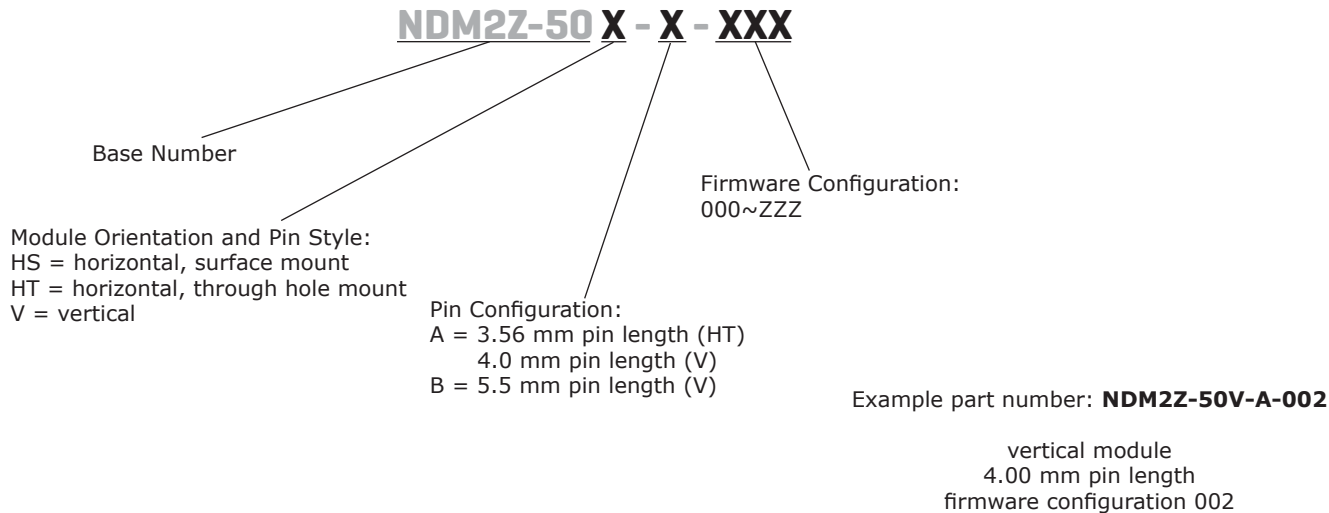 NDM2Z-50 X - X - XXX
Base Number
Firmware Configuration:
000~ZZZ
Module Orientation and Pin Style:
HS = horizontal, surface mount
HT = horizontal, through hole mount
V = vertical
Pin Configuration:
A = 3.56 mm pin length (HT)
4.0 mm pin length (V)
B = 5.5 mm pin length (V)
Example part number: NDM2Z-50V-A-002
vertical module
4.00 mm pin length
firmware configuration 002